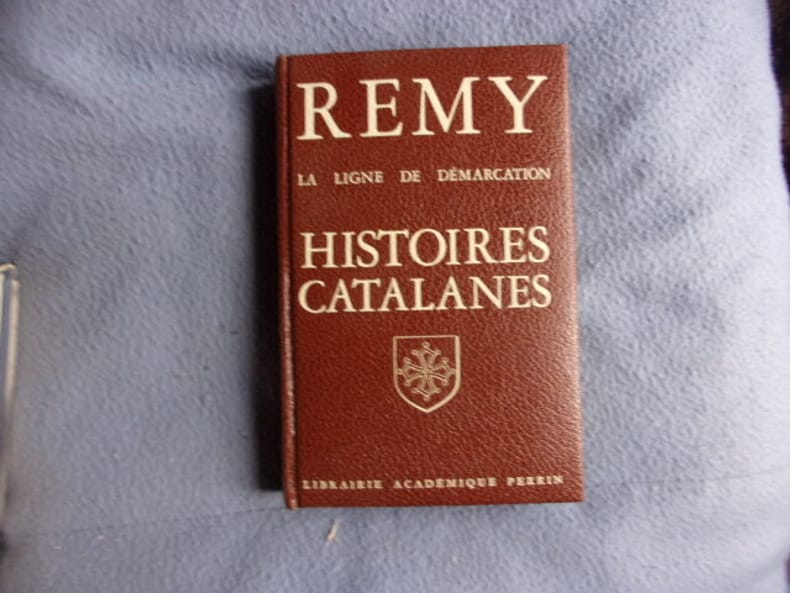 REMY
LA LIGNE DE DÉMARCATION
HISTOIRES
CATALANES
LIBRAIRIE ACADÉMIQUE PERRIN